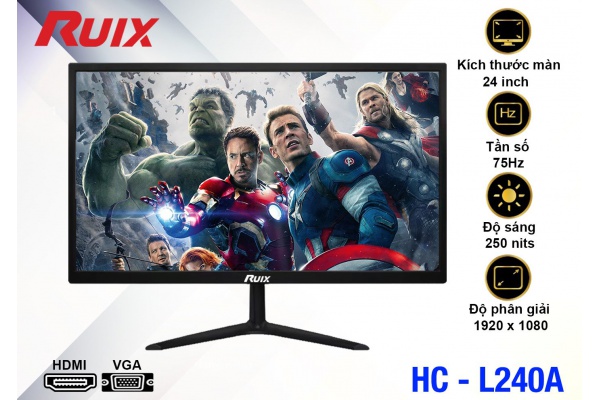 RUIX
Kích thước màn
24 inch
Hz
Tần số
75Hz
Độ sáng
250 nits
Độ phân giải
1920 x 1080
RUIX
HDMI
VGA
HC - L240A